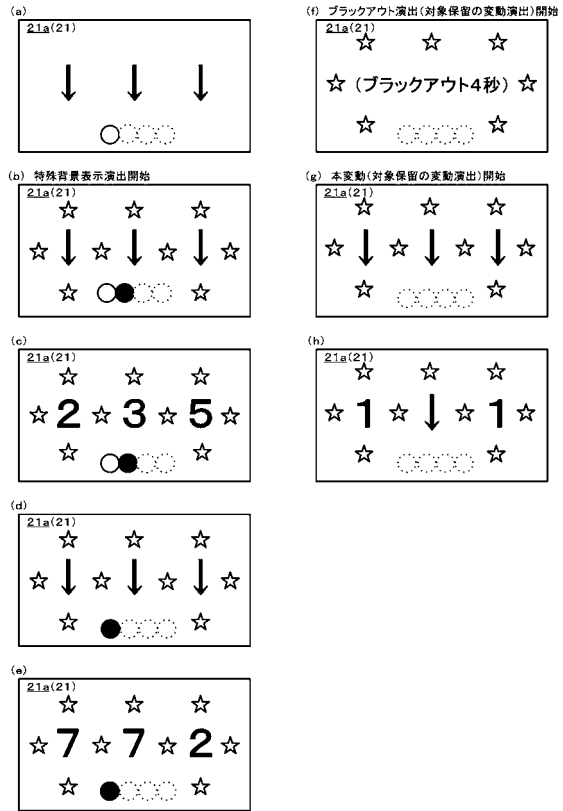 (a)
21a(21)
(b) 特殊背景表示演出開始
21a(21)
(c)
21a(21)
2 3 5
(d)
21a(21)
(e)
21a(21)
7 7 2
(f) ブラックアウト演出(対象保留の変動演出)開始
21a(21)
(ブラックアウト4秒)
(g) 本変動(対象保留の変動演出)開始
21a(21)
(h)
21a(21)
1 1